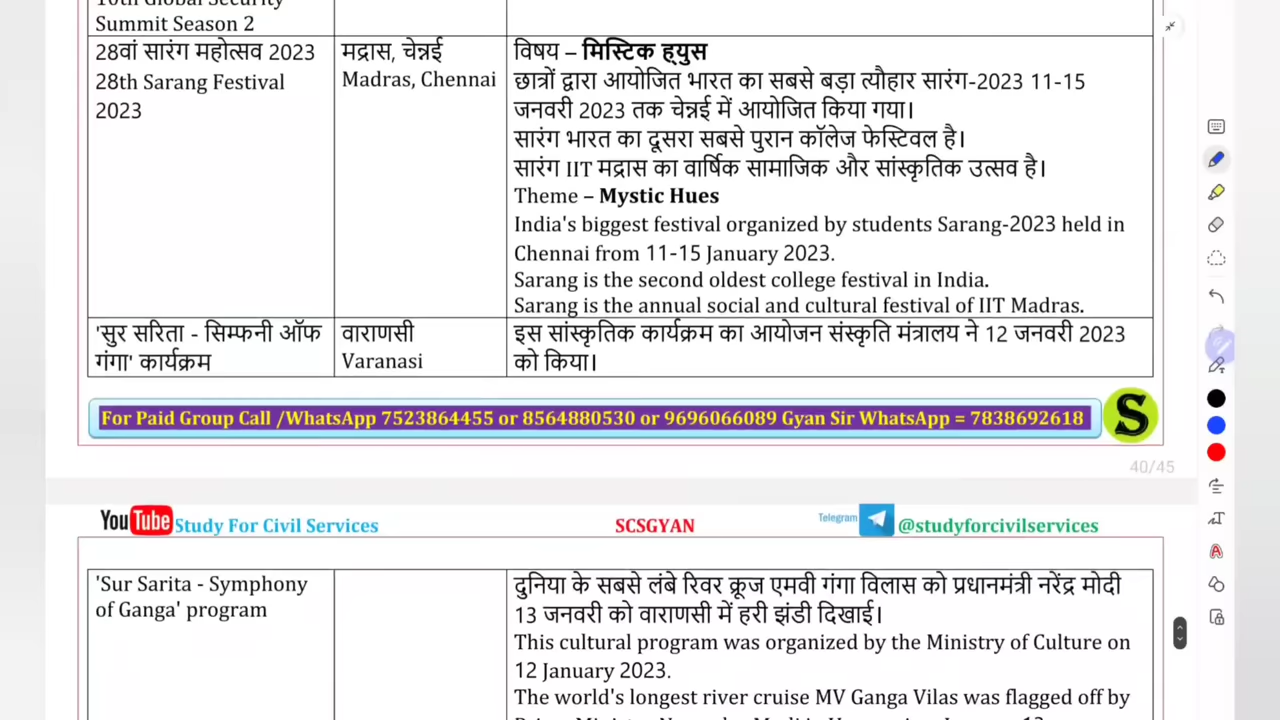 10th Global Security
Summit Season 2
28वां सारंग महोत्सव 2023
28th Sarang Festival
2023
मद्रास, चेन्नई
Madras, Chennai
विषय – मिस्टिक ह्युस
छात्रों द्वारा आयोजित भारत का सबसे बड़ा त्यौहार सारंग-2023 11-15
जनवरी 2023 तक चेन्नई में आयोजित किया गया।
सारंग भारत का दूसरा सबसे पुरान कॉलेज फेस्टिवल है।
सारंग IIT मद्रास का वार्षिक सामाजिक और सांस्कृतिक उत्सव है।
Theme – Mystic Hues
India's biggest festival organized by students Sarang-2023 held in
Chennai from 11-15 January 2023.
Sarang is the second oldest college festival in India.
Sarang is the annual social and cultural festival of IIT Madras.
'सुर सरिता - सिम्फनी ऑफ
गंगा' कार्यक्रम
वाराणसी
Varanasi
इस सांस्कृतिक कार्यक्रम का आयोजन संस्कृति मंत्रालय ने 12 जनवरी 2023
को किया।
For Paid Group Call /WhatsApp 7523864455 or 8564880530 or 9696066089 Gyan Sir WhatsApp = 7838692618
S
40/45
YouTube Study For Civil Services
SCSGYAN
Telegram @studyforcivilservices
'Sur Sarita - Symphony
of Ganga' program
दुनिया के सबसे लंबे रिवर क्रूज एमवी गंगा विलास को प्रधानमंत्री नरेंद्र मोदी
13 जनवरी को वाराणसी में हरी झंडी दिखाई।
This cultural program was organized by the Ministry of Culture on
12 January 2023.
The world's longest river cruise MV Ganga Vilas was flagged off by